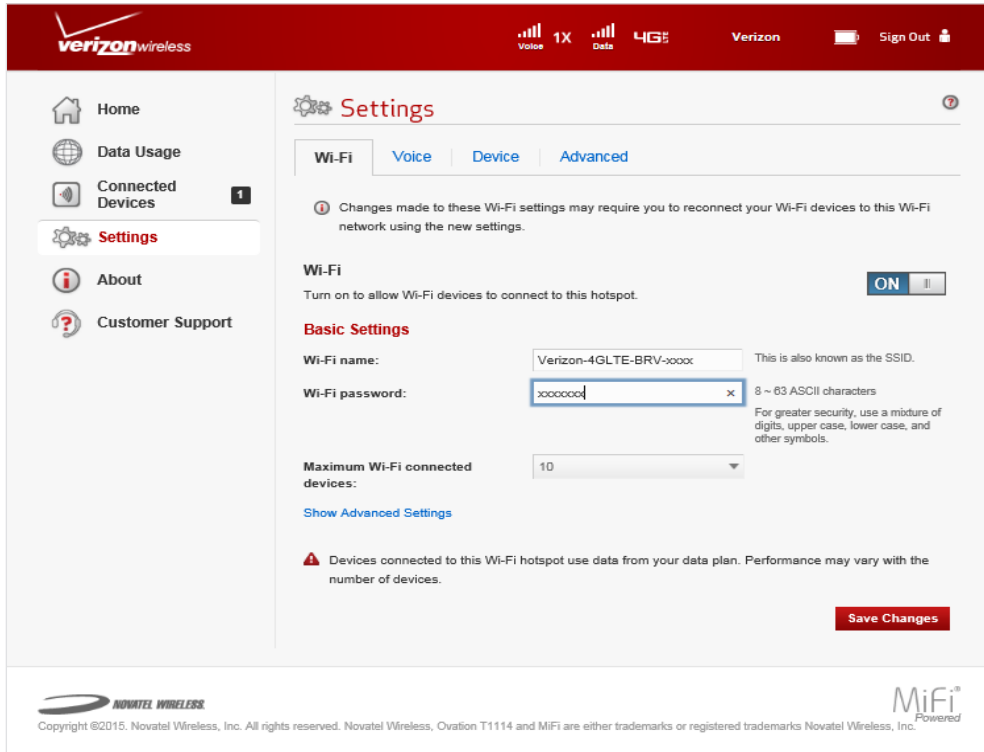 verizonwireless
Voice 1X Data 4G LTE Verizon Sign Out
Home
Data Usage
Connected Devices 1
Settings
About
Customer Support
Settings
Wi-Fi Voice Device Advanced
Changes made to these Wi-Fi settings may require you to reconnect your Wi-Fi devices to this Wi-Fi
network using the new settings.
Wi-Fi
Turn on to allow Wi-Fi devices to connect to this hotspot.
ON
Basic Settings
Wi-Fi name: Verizon-4GLTE-BRV-xxxx This is also known as the SSID.
Wi-Fi password: xxxxxxx × 8 ~ 63 ASCII characters
For greater security, use a mixture of
digits, upper case, lower case, and
other symbols.
Maximum Wi-Fi connected
devices:
10
Show Advanced Settings
Devices connected to this Wi-Fi hotspot use data from your data plan. Performance may vary with the
number of devices.
Save Changes
NOVATEL WIRELESS.
MiFi®
Powered
Copyright ©2015. Novatel Wireless, Inc. All rights reserved. Novatel Wireless, Ovation T1114 and MiFi are either trademarks or registered trademarks Novatel Wireless, Inc.